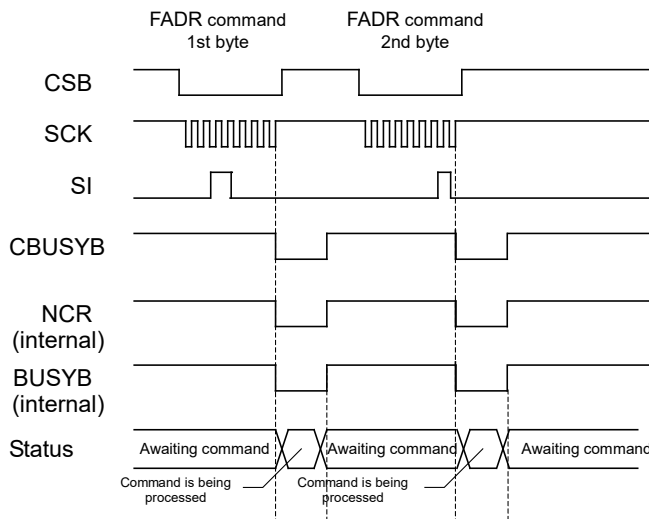 FADR command
1st byte
FADR command
2nd byte
CSB
SCK
SI
CBUSYB
NCR
(internal)
BUSYB
(internal)
Status
Awaiting command
Awaiting command
Awaiting command
Command is being
processed
Command is being
processed